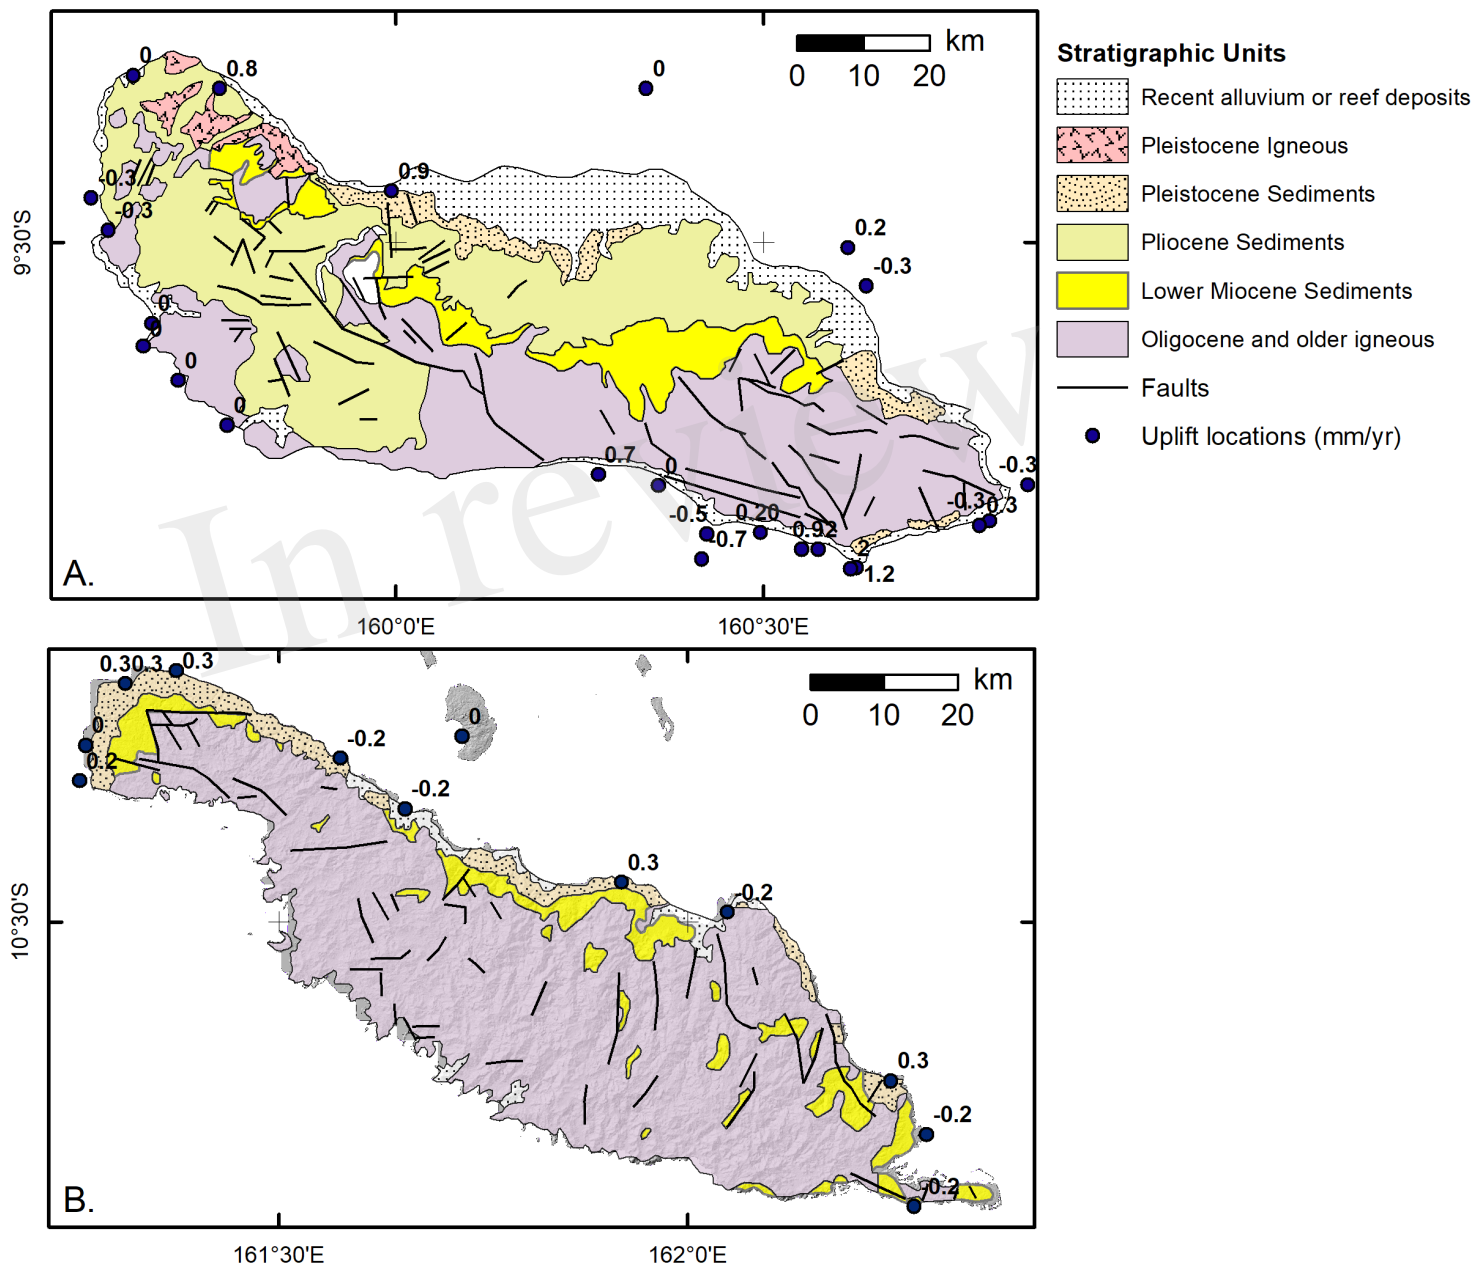 km
0 10 20
0
0.8
0
-0.3
-0.3
0.9
0.2
-0.3
0
0
0
0
0.7
0
-0.5
-0.7
0.20
0.92
2
1.2
-0.3
0.3
-0.3
9°30'S
A.
160°0'E
160°30'E
Stratigraphic Units
Recent alluvium or reef deposits
Pleistocene Igneous
Pleistocene Sediments
Pliocene Sediments
Lower Miocene Sediments
Oligocene and older igneous
Faults
Uplift locations (mm/yr)
In review
km
0 10 20
0.30.3
0.3
0
0.2
-0.2
0
-0.2
0.3
-0.2
0.3
-0.2
-0.2
10°30'S
B.
161°30'E
162°0'E